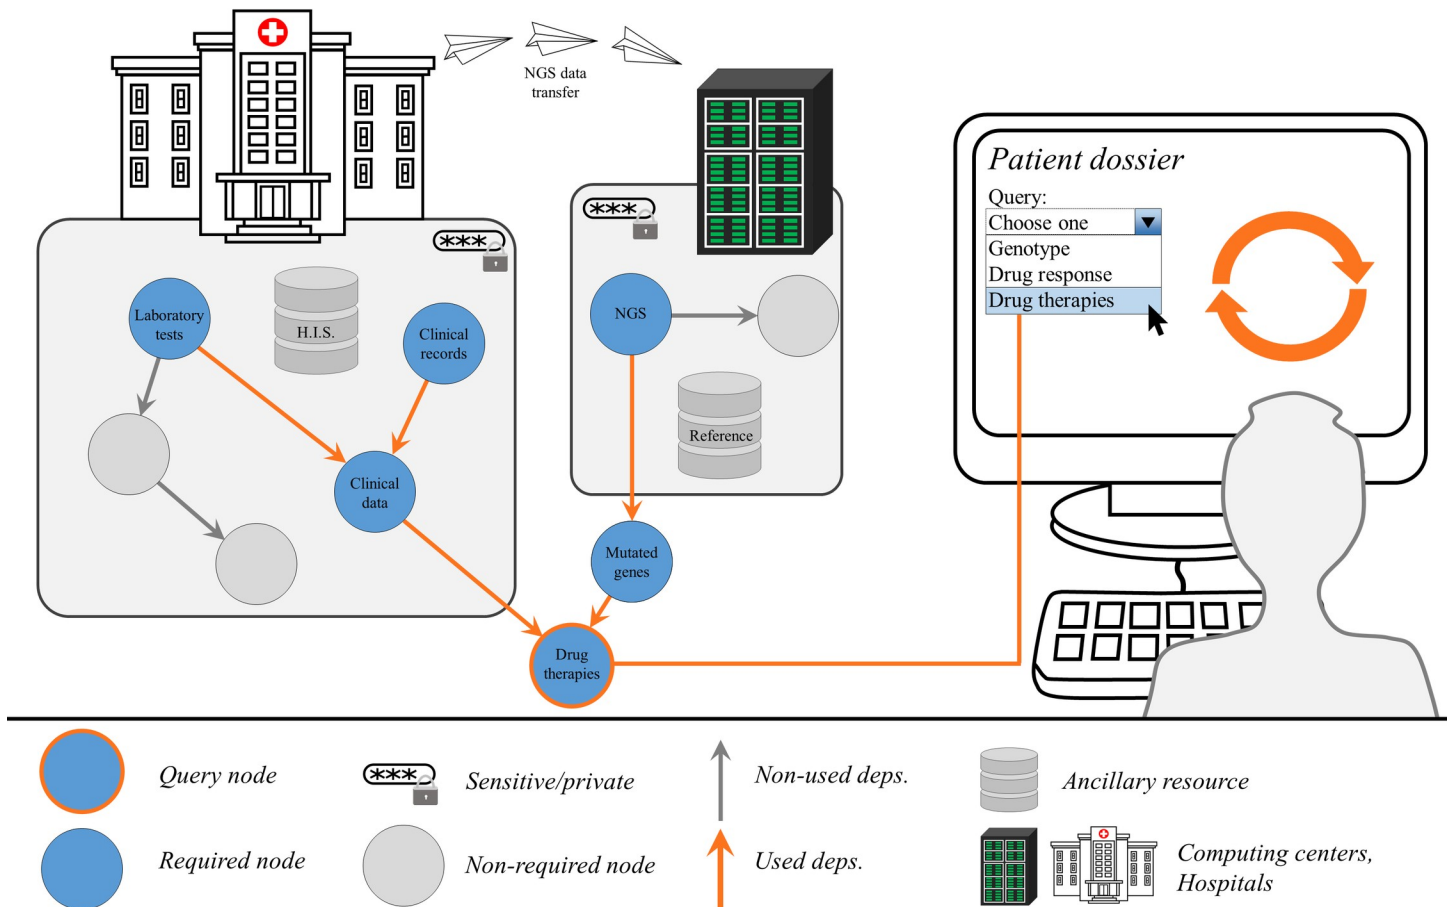 NGS data
transfer
***
***
Laboratory
tests
H.I.S.
Clinical
records
Clinical
data
NGS
Reference
Mutated
genes
Drug
therapies
Patient dossier
Query:
Choose one
Genotype
Drug response
Drug therapies
Query node
*** Sensitive/private
Non-used deps.
Ancillary resource
Required node
Non-required node
Used deps.
Computing centers,
Hospitals